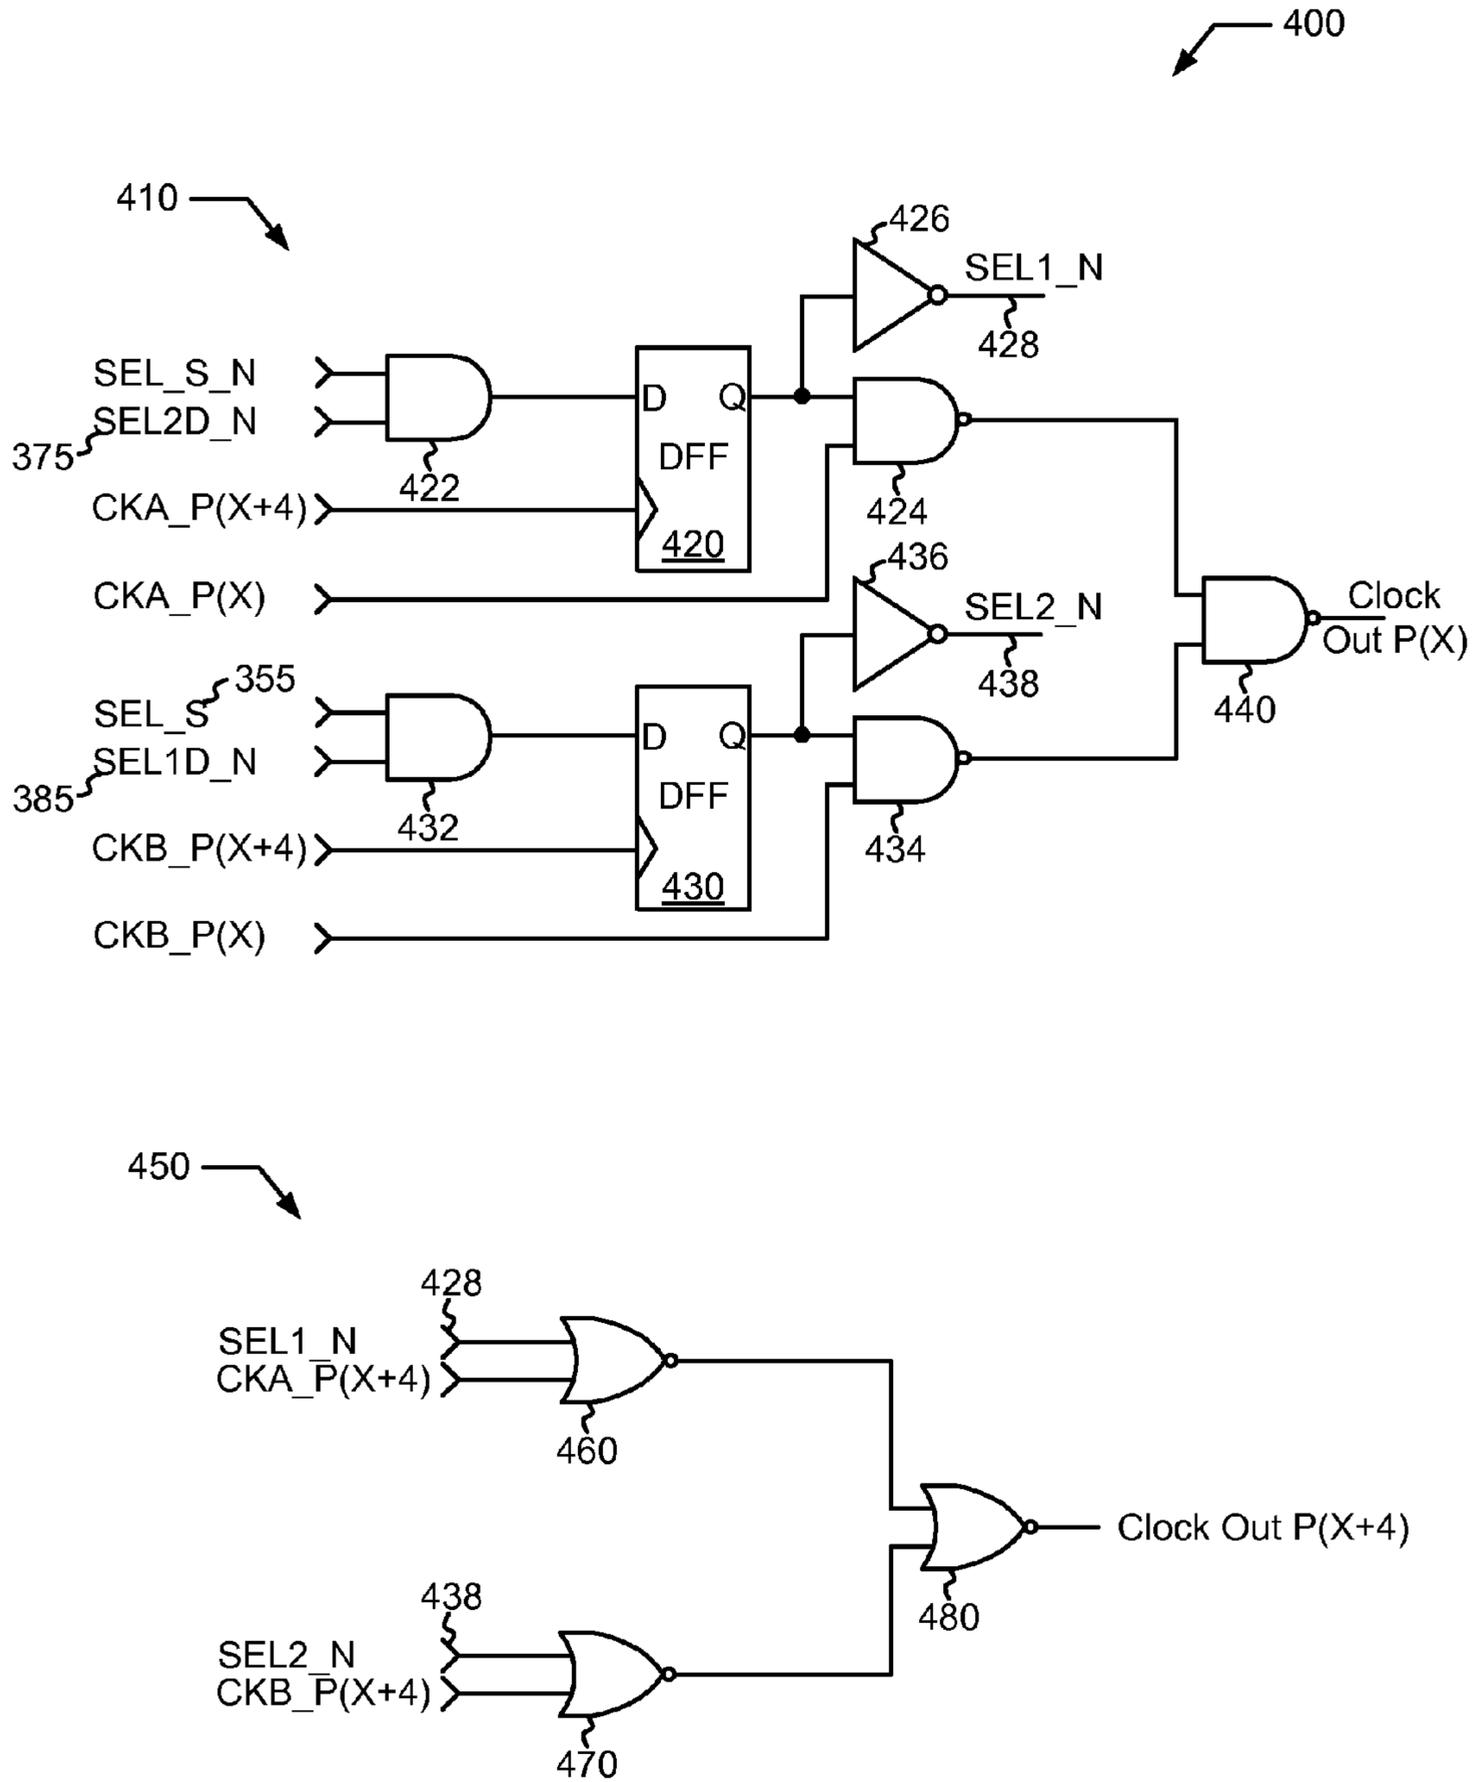 400
410
426
SEL1_N
428
SEL_S_N
SEL2D_N
375
422
D
Q
DFF
420
CKA_P(X+4)
424
CKA_P(X)
436
SEL2_N
438
Clock
Out P(X)
440
355
SEL_S
SEL1D_N
385
432
D
Q
DFF
430
434
CKB_P(X+4)
CKB_P(X)
450
428
SEL1_N
CKA_P(X+4)
460
480
Clock Out P(X+4)
438
SEL2_N
CKB_P(X+4)
470